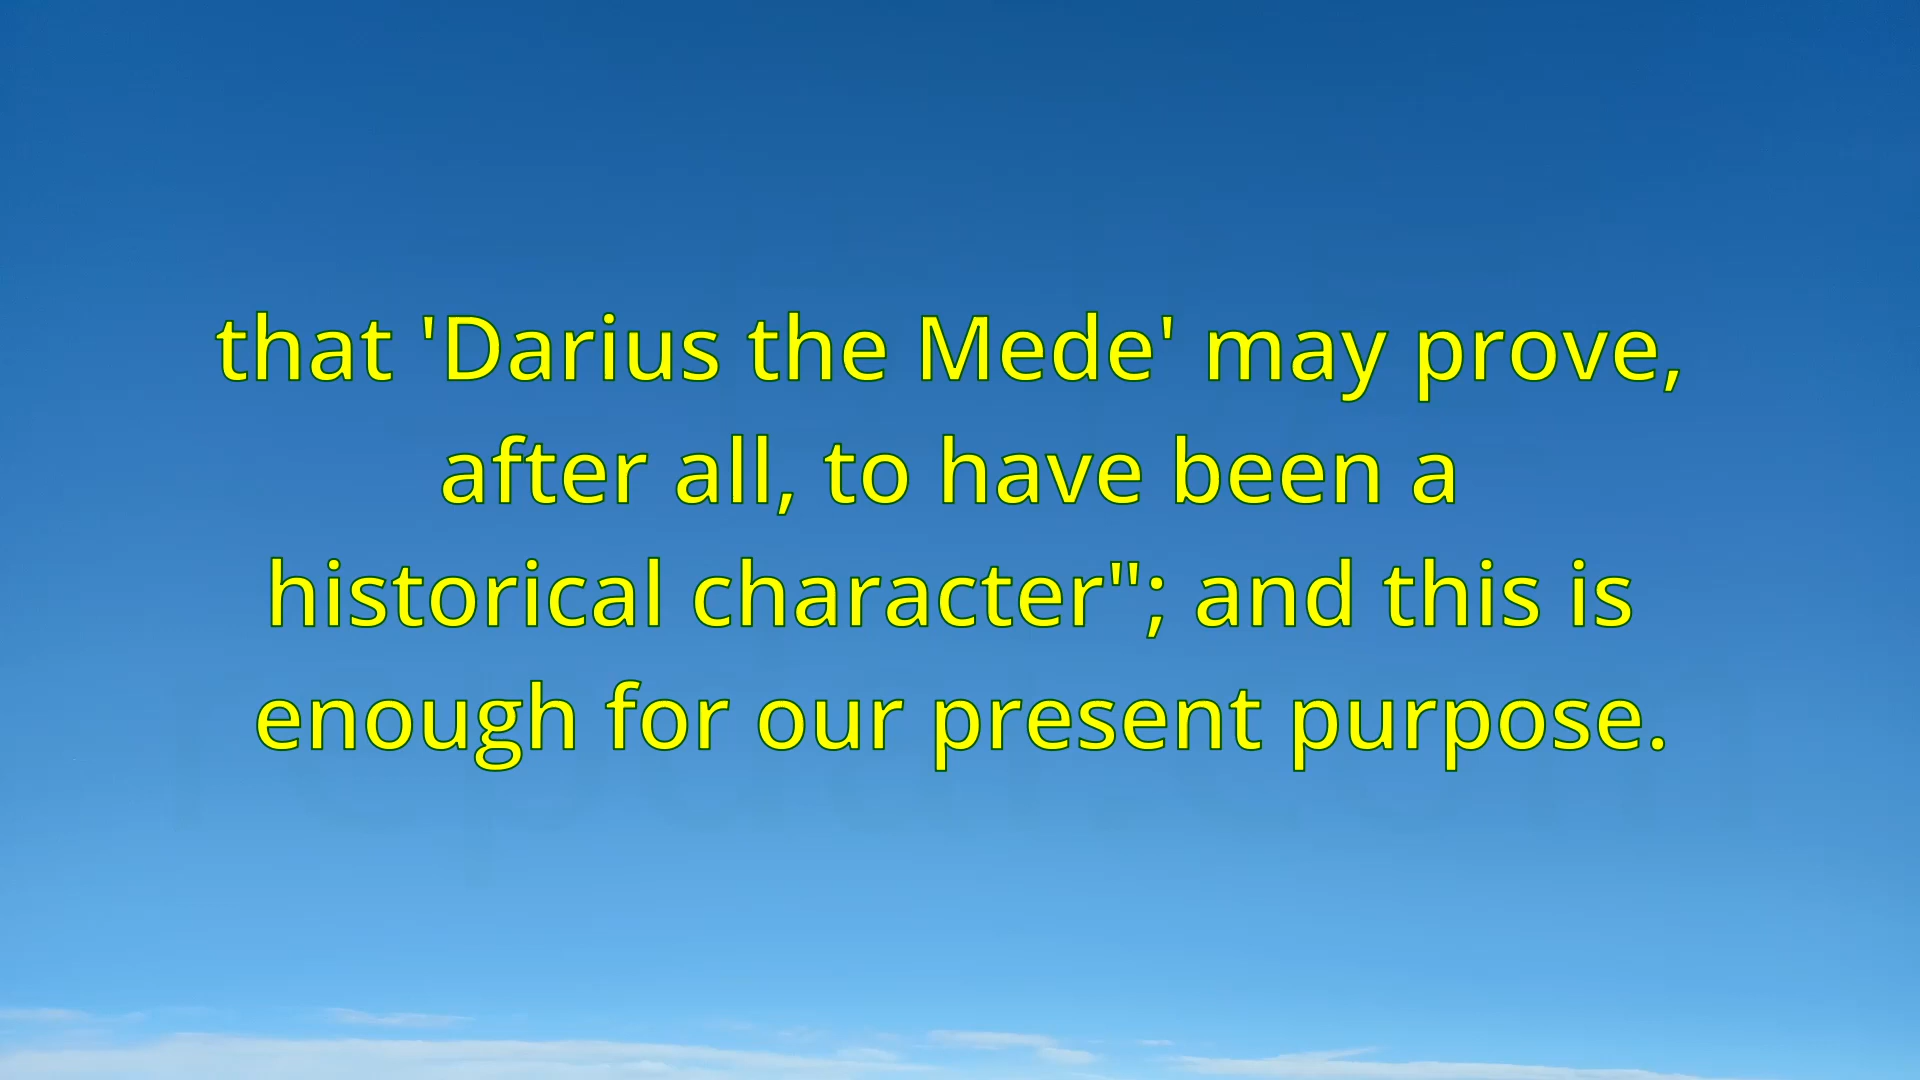 that 'Darius the Mede' may prove,
after all, to have been a
historical character"; and this is
enough for our present purpose.